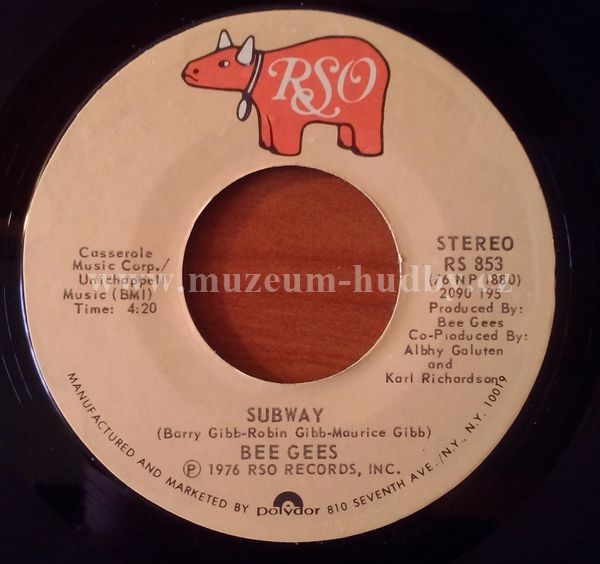 RSO
Casserole
Music Corp./
Unichappell
Music (BMI)
Time: 4:20
STEREO
RS 853
(76 N P 1880)
2090 195
Produced By:
Bee Gees
Co-Produced By:
Albhy Galuten
and
Karl Richardson
www.muzeum-hudby.cz
SUBWAY
(Barry Gibb-Robin Gibb-Maurice Gibb)
BEE GEES
Ⓟ 1976 RSO RECORDS, INC.
MANUFACTURED AND MARKETED BY polydor 810 SEVENTH AVE./N.Y., N.Y. 10019